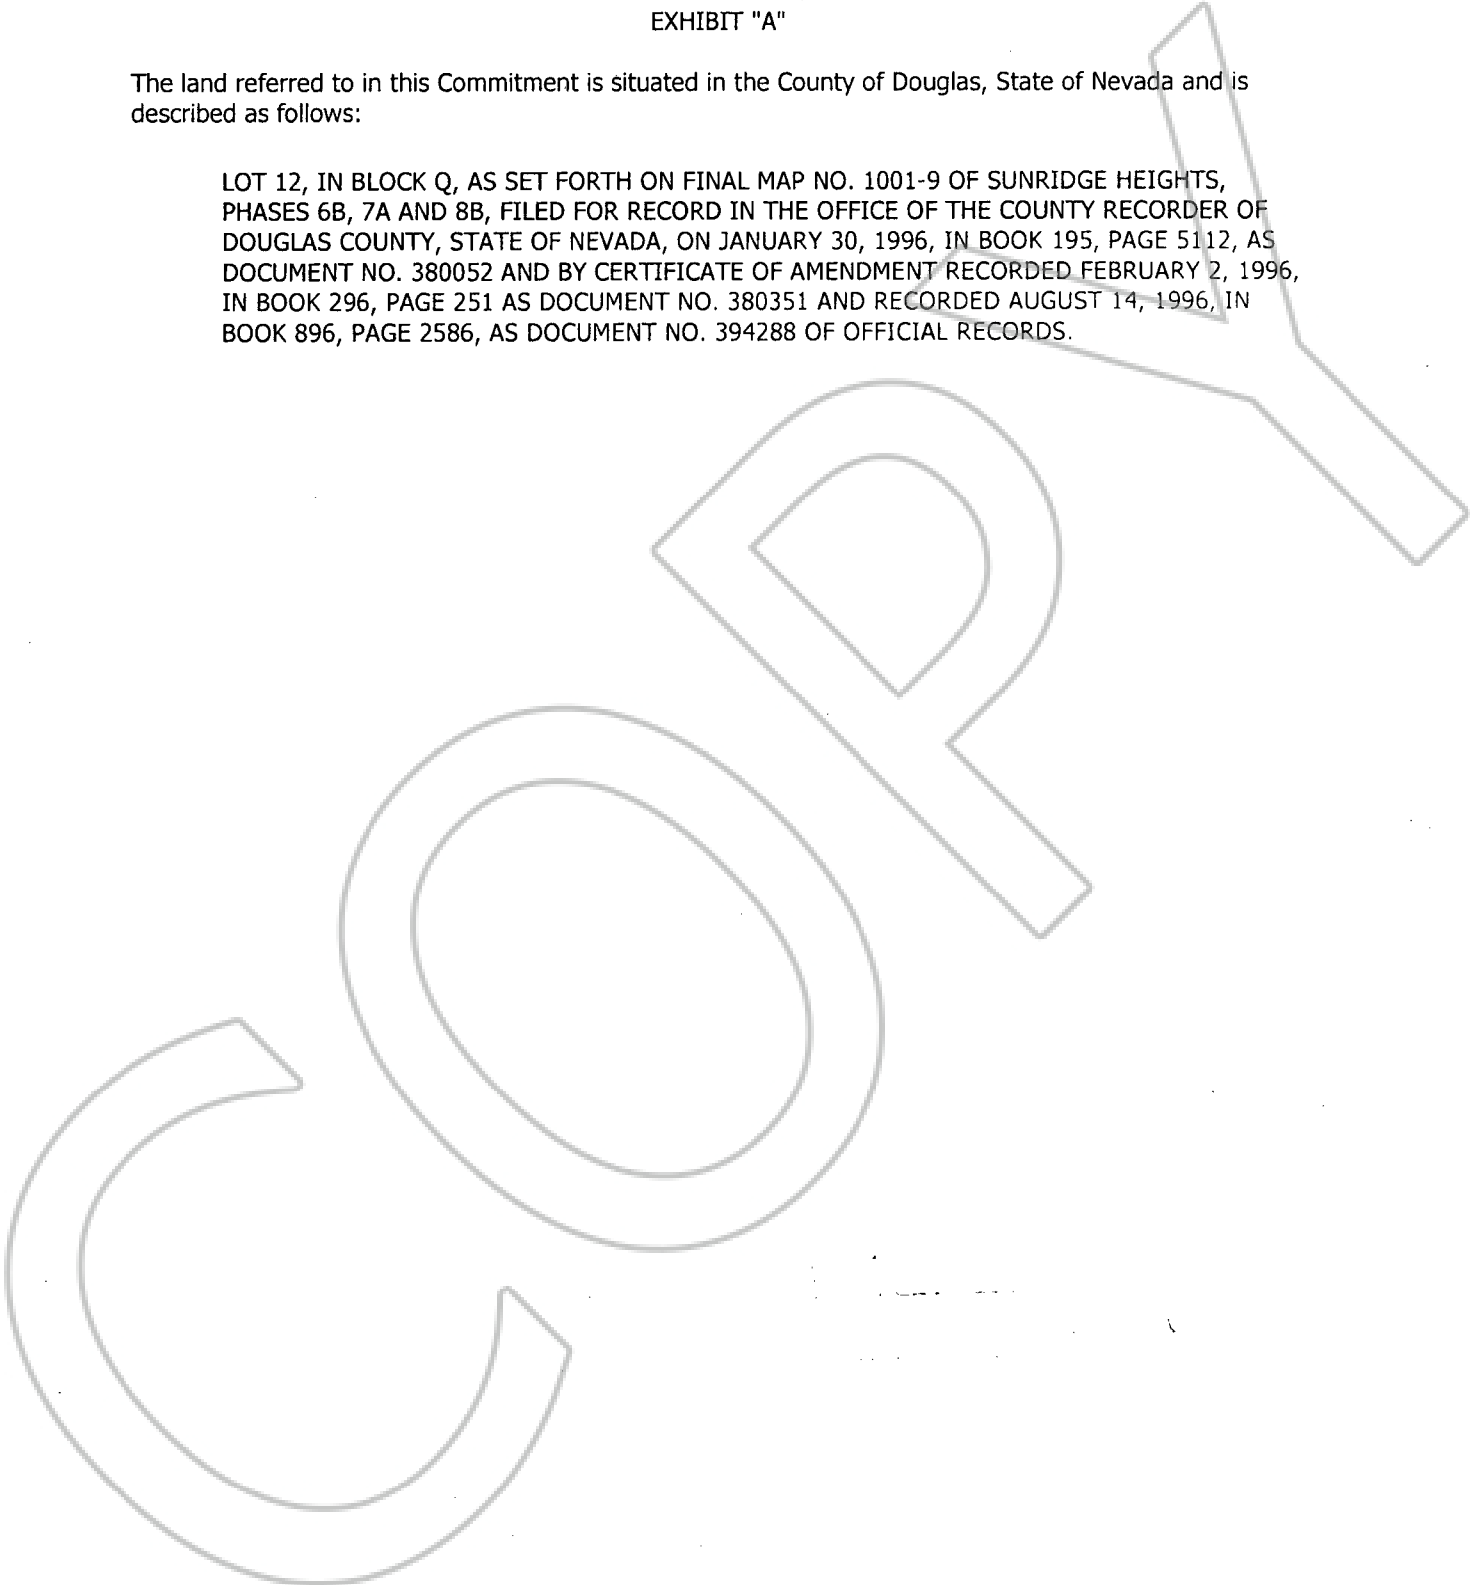 EXHIBIT "A"
The land referred to in this Commitment is situated in the County of Douglas, State of Nevada and is
described as follows:
LOT 12, IN BLOCK Q, AS SET FORTH ON FINAL MAP NO. 1001-9 OF SUNRIDGE HEIGHTS,
PHASES 6B, 7A AND 8B, FILED FOR RECORD IN THE OFFICE OF THE COUNTY RECORDER OF
DOUGLAS COUNTY, STATE OF NEVADA, ON JANUARY 30, 1996, IN BOOK 195, PAGE 5112, AS
DOCUMENT NO. 380052 AND BY CERTIFICATE OF AMENDMENT RECORDED FEBRUARY 2, 1996,
IN BOOK 296, PAGE 251 AS DOCUMENT NO. 380351 AND RECORDED AUGUST 14, 1996, IN
BOOK 896, PAGE 2586, AS DOCUMENT NO. 394288 OF OFFICIAL RECORDS.
COPY